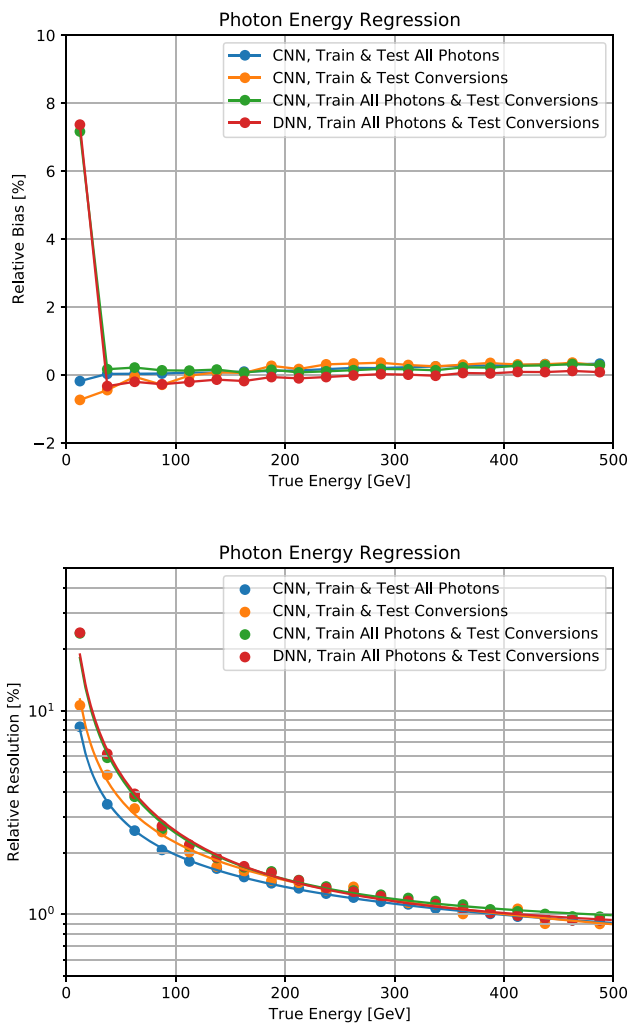 Photon Energy Regression
10
8
6
4
2
0
−2
Relative Bias [%]
CNN, Train & Test All Photons
CNN, Train & Test Conversions
CNN, Train All Photons & Test Conversions
DNN, Train All Photons & Test Conversions
0 100 200 300 400 500
True Energy [GeV]
Photon Energy Regression
10¹
10⁰
Relative Resolution [%]
CNN, Train & Test All Photons
CNN, Train & Test Conversions
CNN, Train All Photons & Test Conversions
DNN, Train All Photons & Test Conversions
0 100 200 300 400 500
True Energy [GeV]